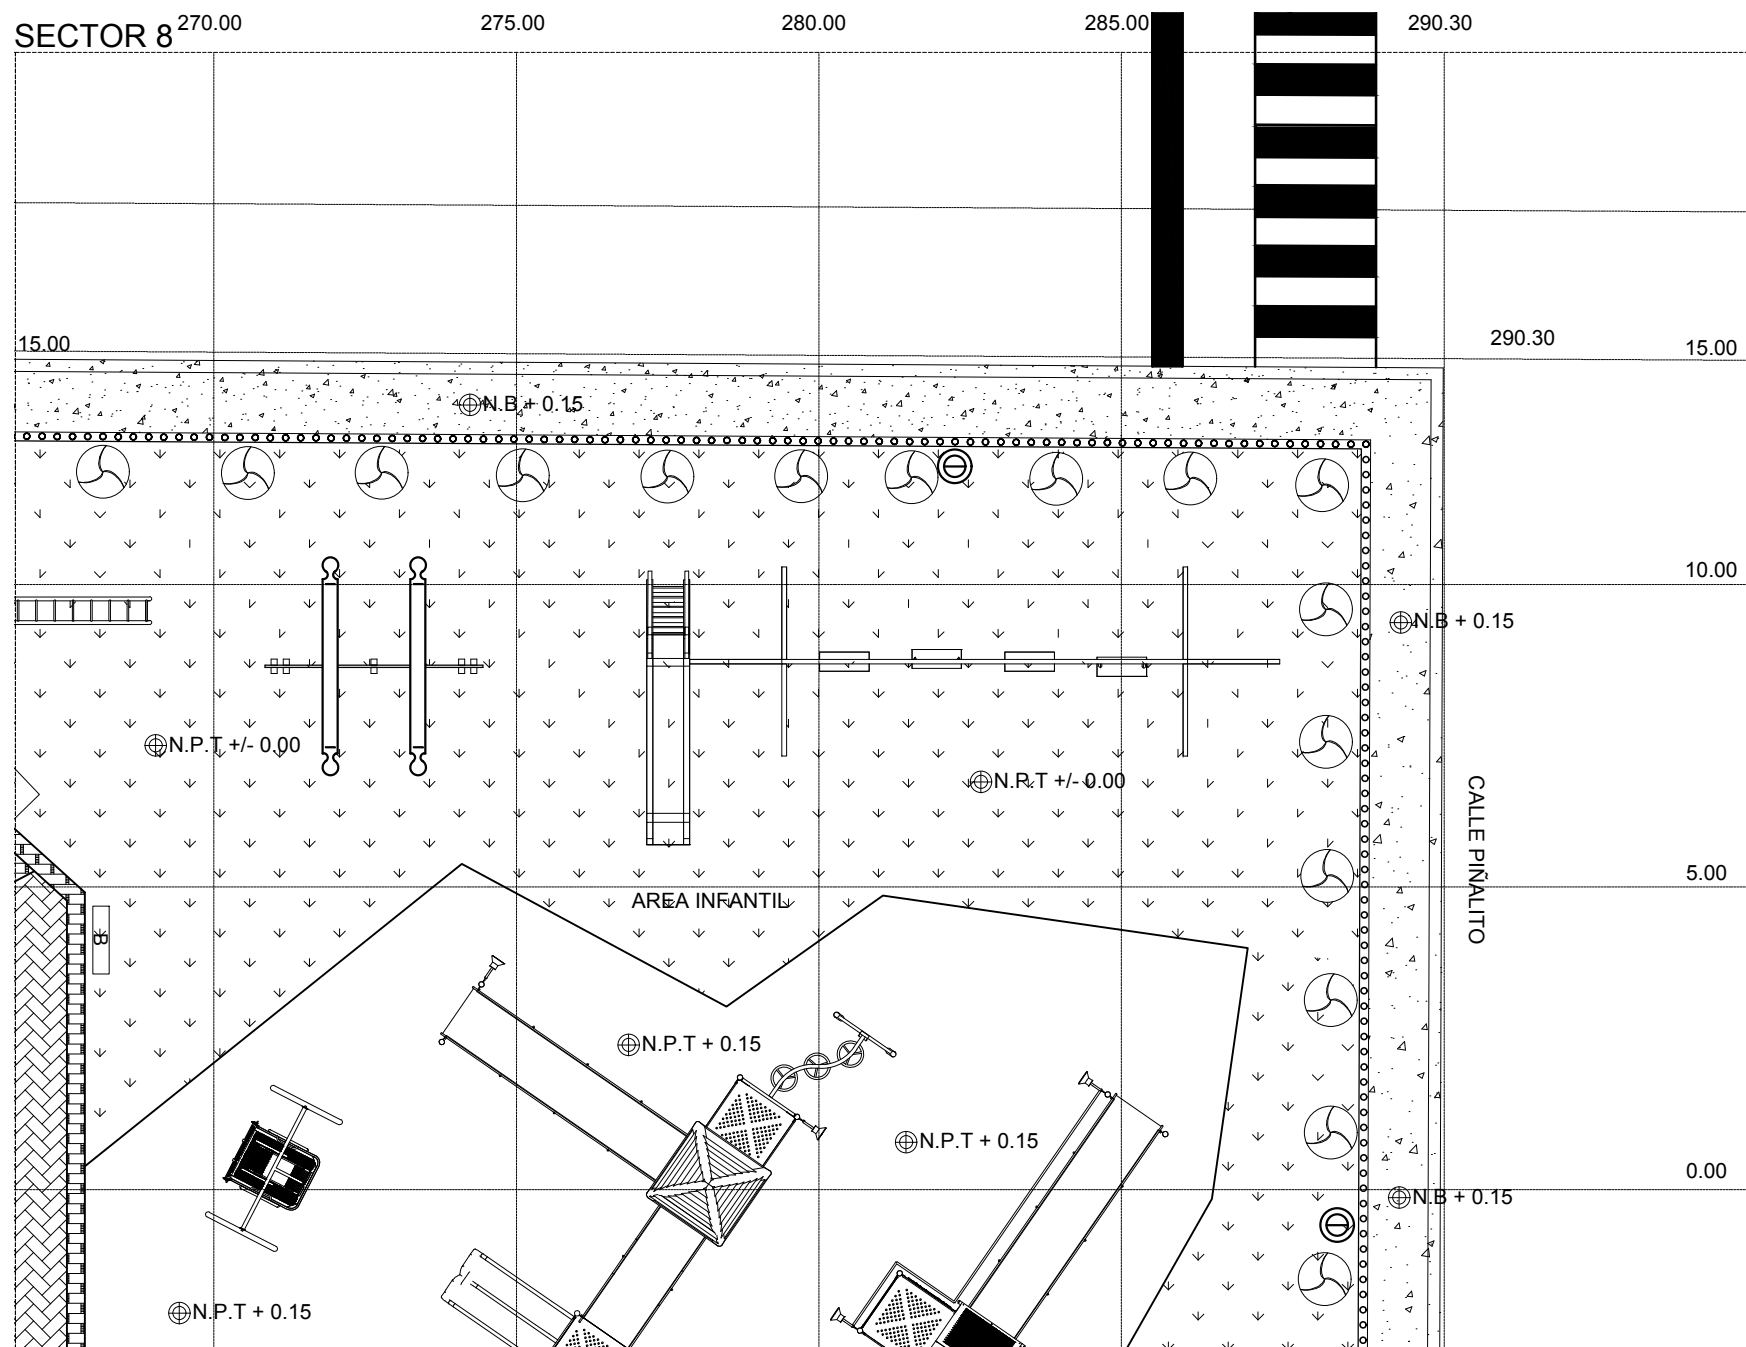 SECTOR 8
270.00
275.00
280.00
285.00
290.30
15.00
290.30
15.00
N.B + 0.15
10.00
N.B + 0.15
N.P.T +/- 0.00
N.P.T +/- 0.00
CALLE PIÑALITO
5.00
AREA INFANTIL
B
N.P.T + 0.15
N.P.T + 0.15
0.00
N.B + 0.15
N.P.T + 0.15